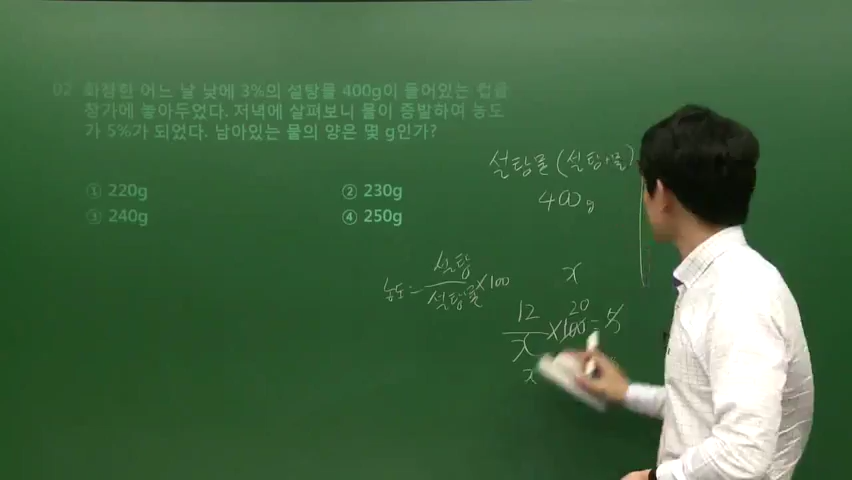 02 화창한 어느 날 낮에 3%의 설탕물 400g이 들어있는 컵을
창가에 놓아두었다. 저녁에 살펴보니 물이 증발하여 농도
가 5%가 되었다. 남아있는 물의 양은 몇 g인가?
① 220g ② 230g
③ 240g ④ 250g
설탕물 (설탕+물)
400g
농도 = 설탕/설탕물 ×100
x
12/x × 100 = 5
20
x